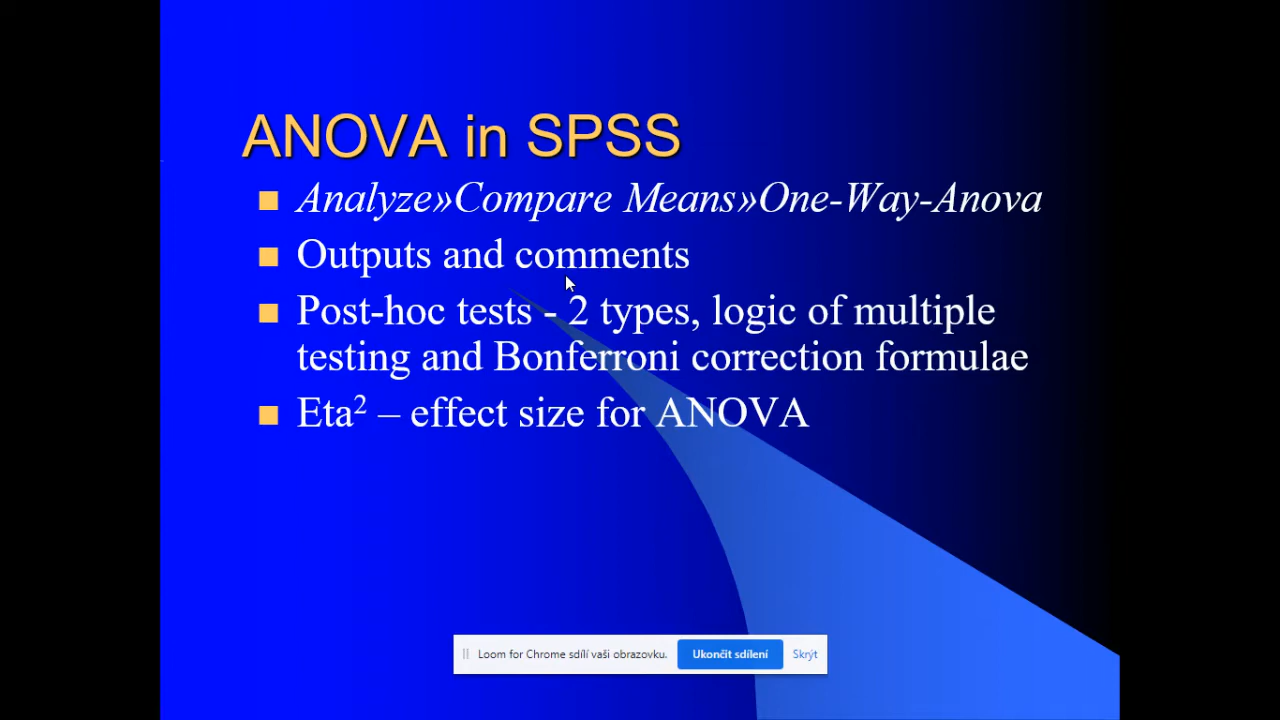 ANOVA in SPSS
Analyze»Compare Means»One-Way-Anova
Outputs and comments
Post-hoc tests - 2 types, logic of multiple
testing and Bonferroni correction formulae
Eta² – effect size for ANOVA
Loom for Chrome sdílí vaši obrazovku. Ukončit sdílení Skrýt